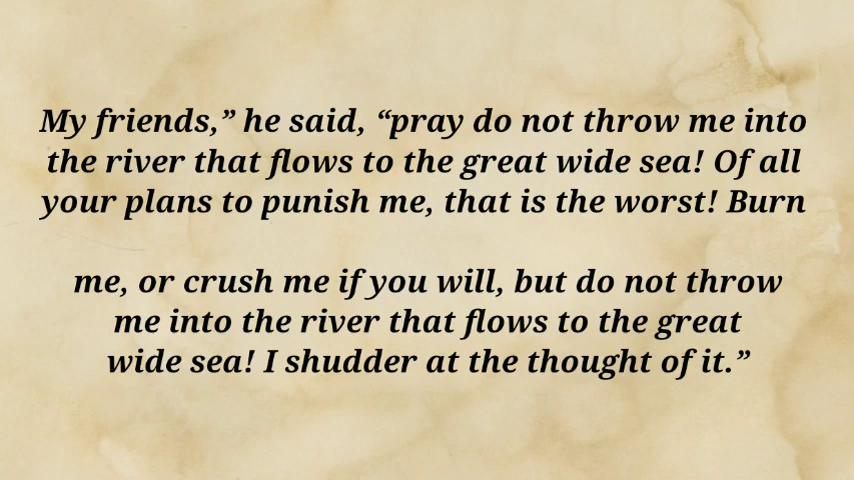 My friends,” he said, “pray do not throw me into
the river that flows to the great wide sea! Of all
your plans to punish me, that is the worst! Burn
me, or crush me if you will, but do not throw
me into the river that flows to the great
wide sea! I shudder at the thought of it.”